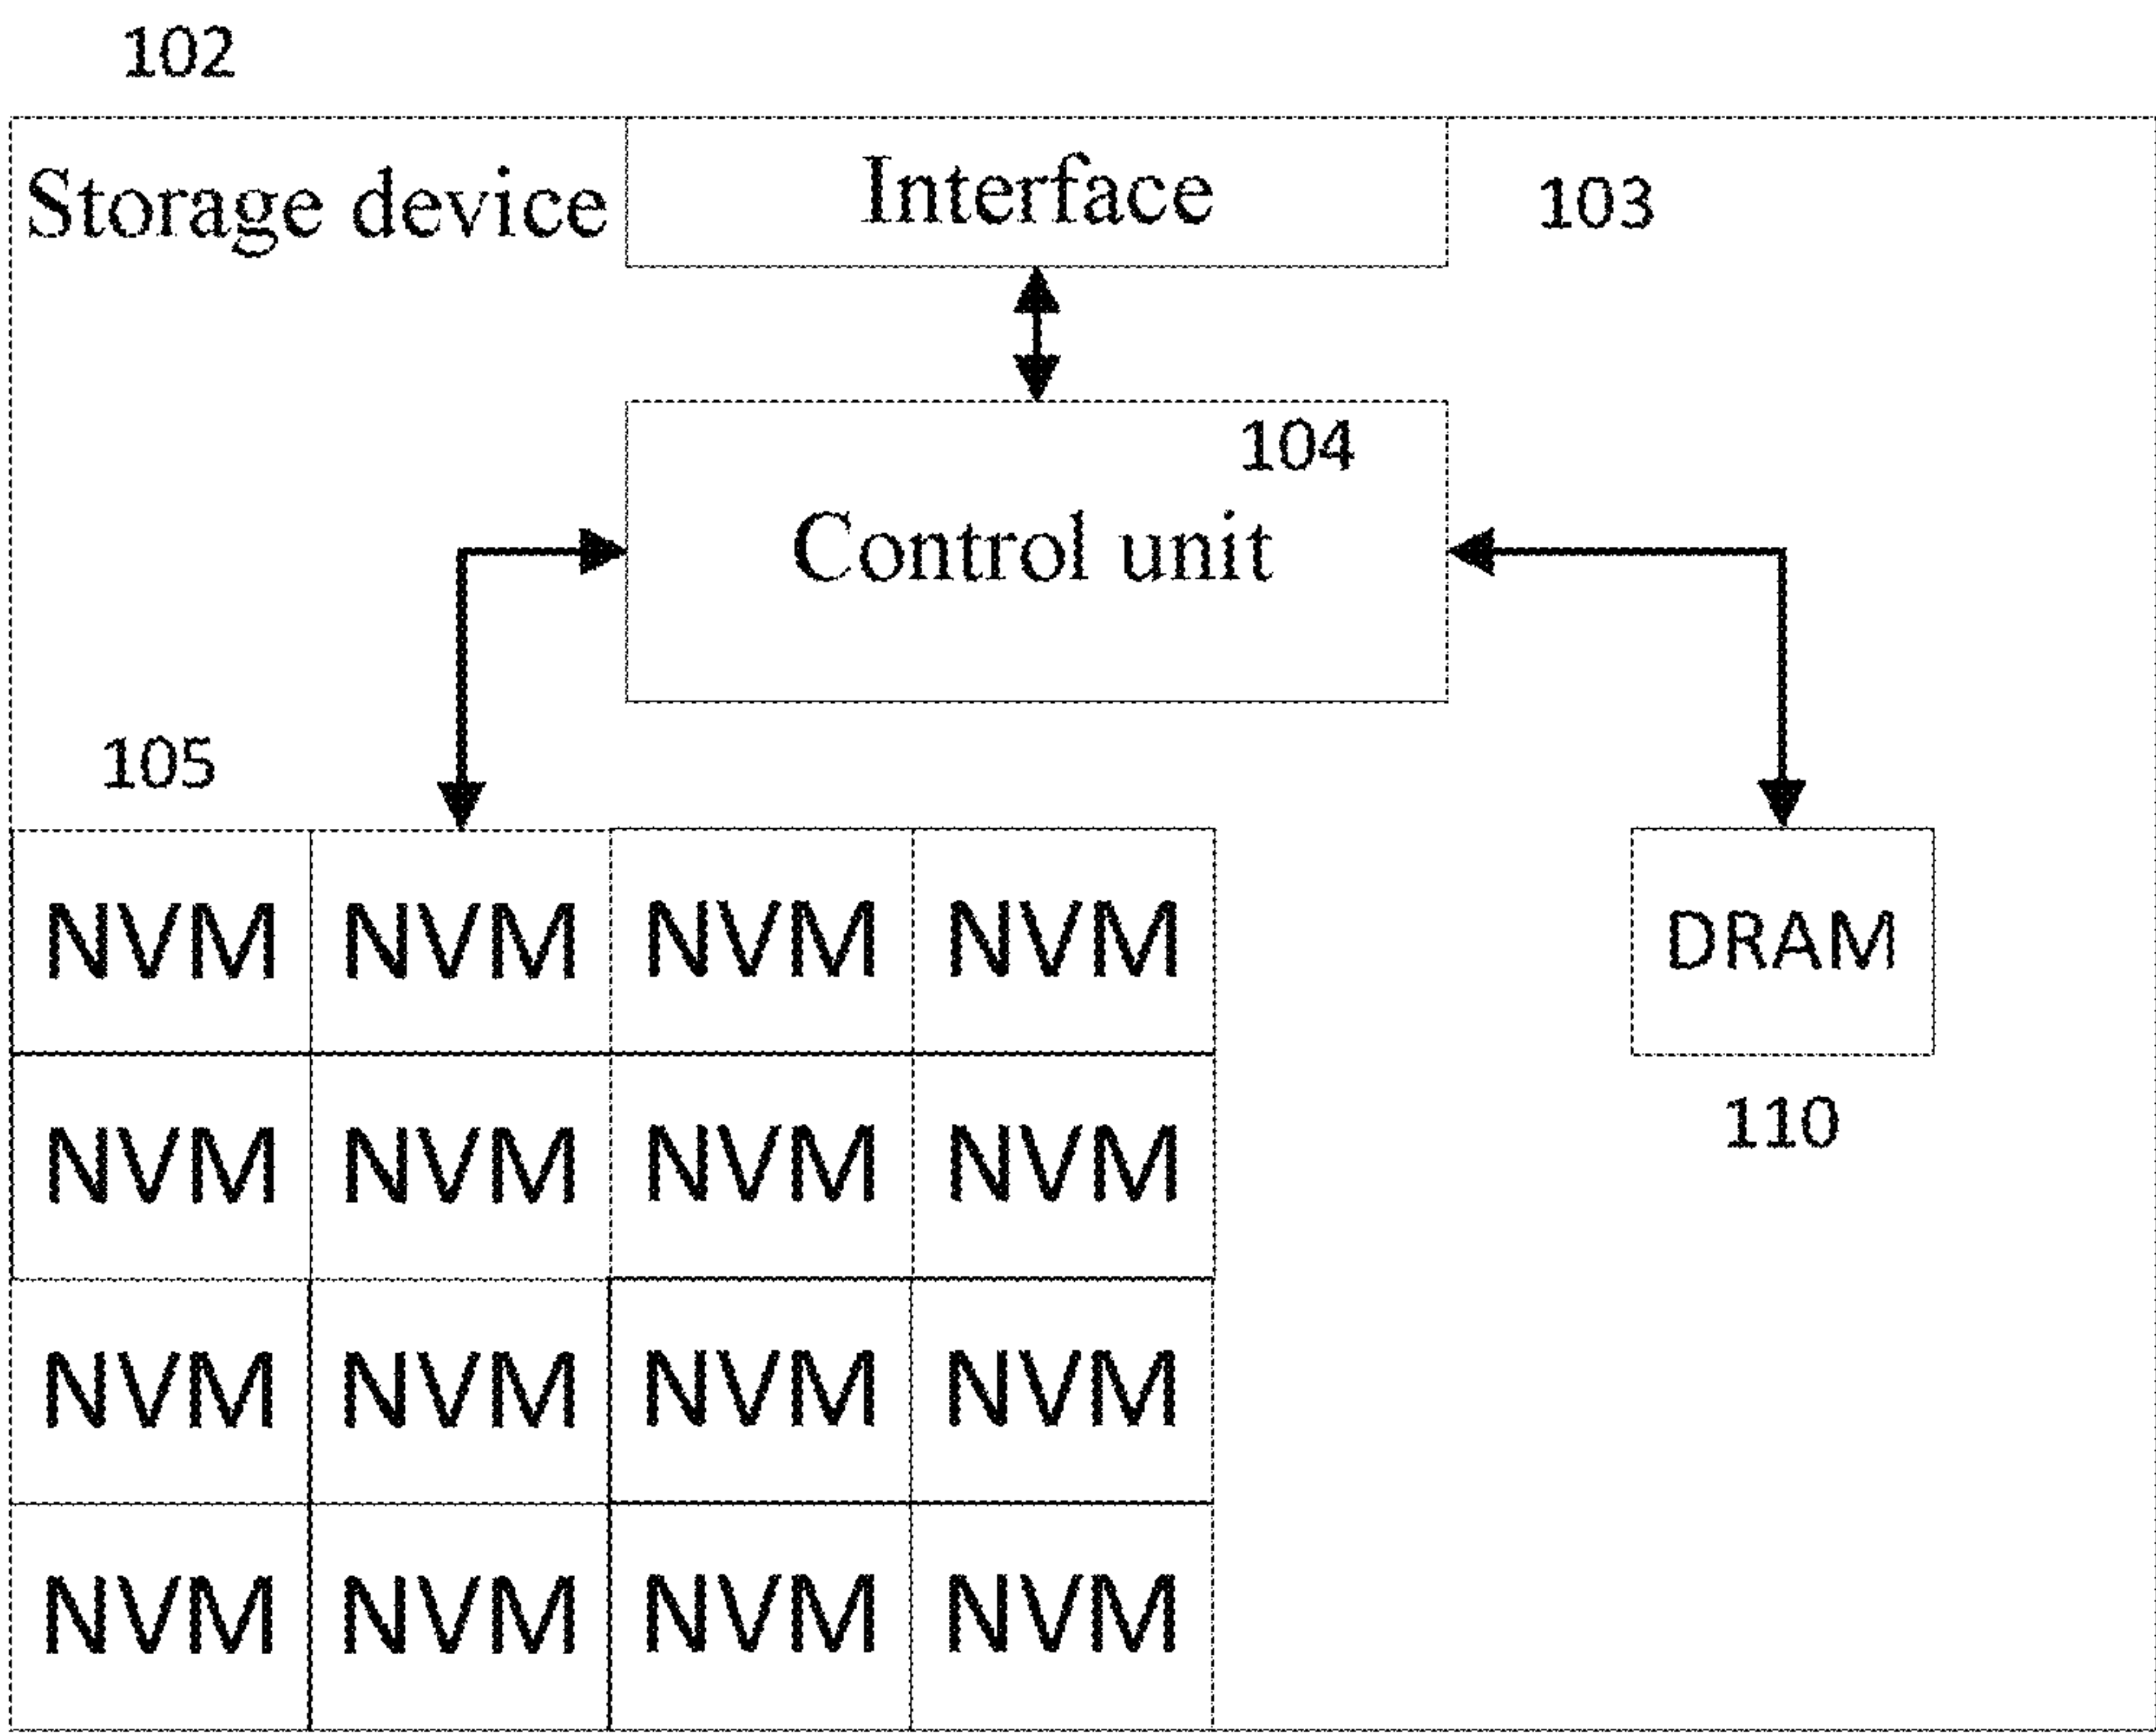 102
Storage device
Interface
103
104
Control unit
105
NVM NVM NVM NVM
DRAM
110
NVM NVM NVM NVM
NVM NVM NVM NVM
NVM NVM NVM NVM